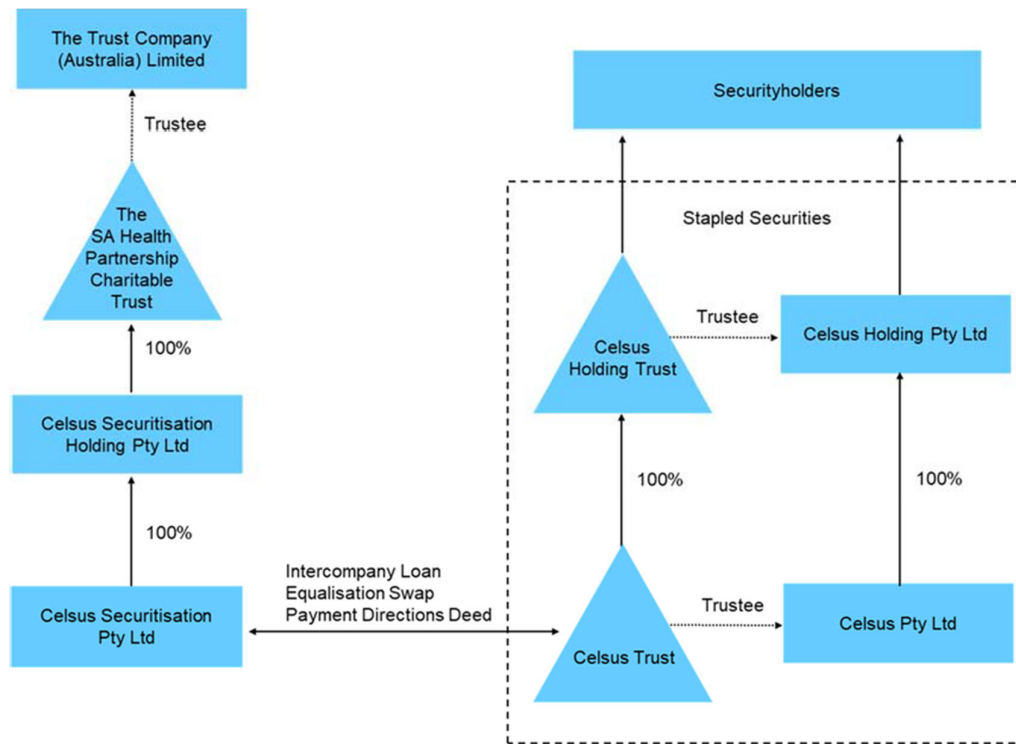 The Trust Company
(Australia) Limited
Trustee
The
SA Health
Partnership
Charitable
Trust
100%
Celsus Securitisation
Holding Pty Ltd
100%
Celsus Securitisation
Pty Ltd
Intercompany Loan
Equalisation Swap
Payment Directions Deed
Securityholders
Stapled Securities
Celsus
Holding Trust
Trustee
Celsus Holding Pty Ltd
100%
100%
Celsus Trust
Trustee
Celsus Pty Ltd